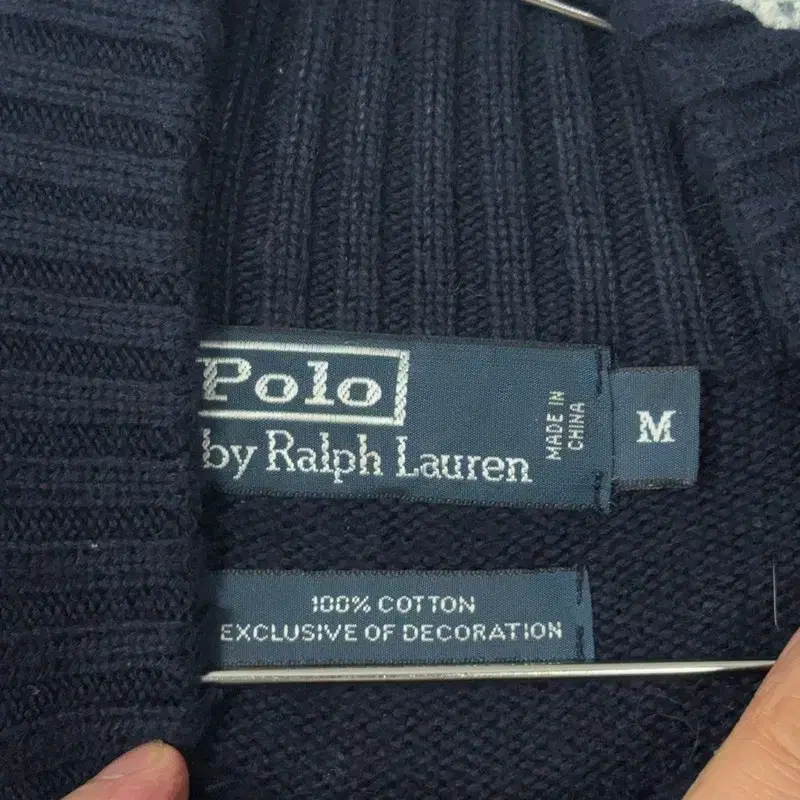 Polo
by Ralph Lauren
MADE IN
CHINA
M
100% COTTON
EXCLUSIVE OF DECORATION